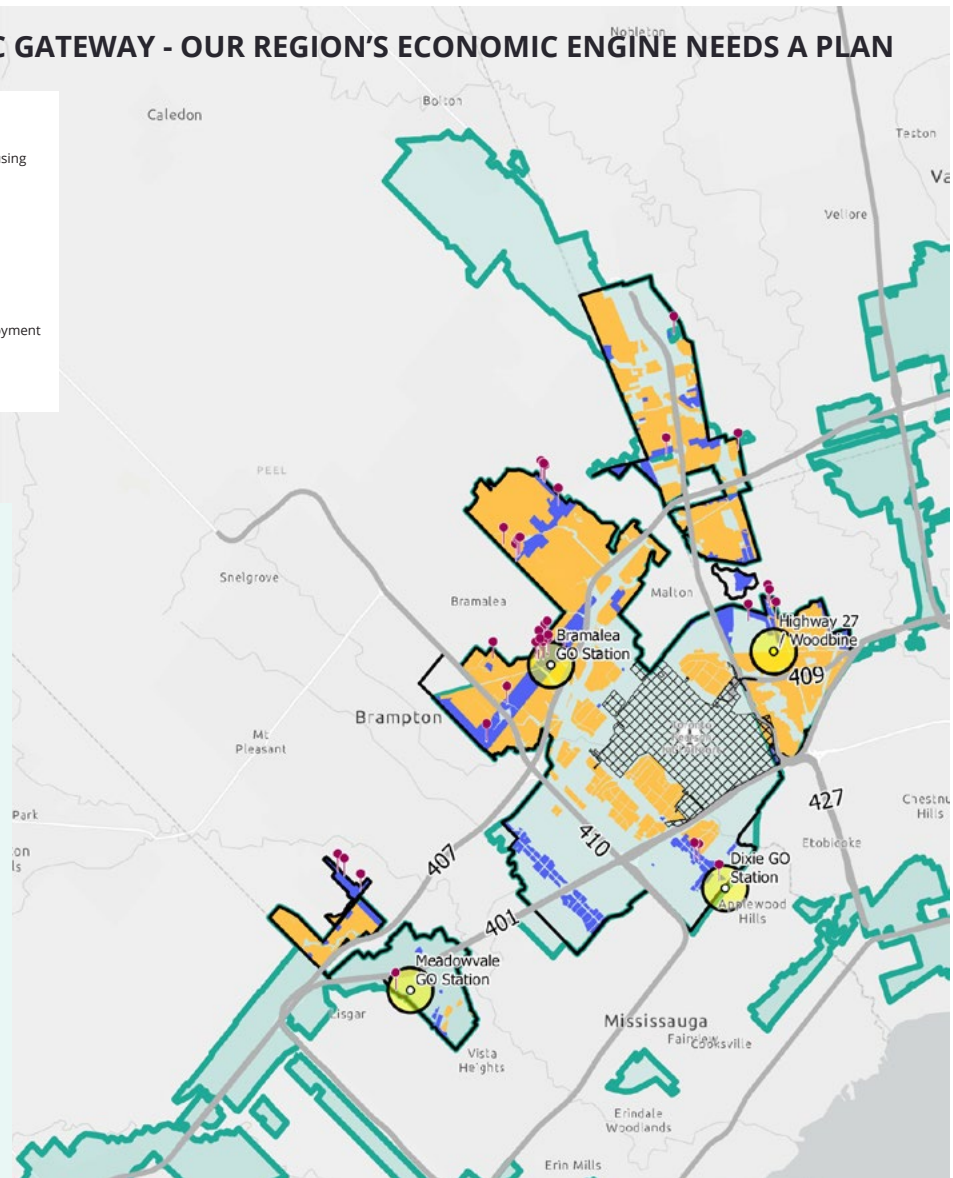 C GATEWAY - OUR REGION'S ECONOMIC ENGINE NEEDS A PLAN
Nobleton
Bolton
Caledon
Teston
Va
sing
Vellore
oyment
PEEL
Snelgrove
Bramalea
Malton
Highway 27
/ Woodbine
Bramalea
GO Station
409
Brampton
Mt
Pleasant
427
Chestnu
Hills
Park
on
ls
410
Etobicoke
407
Dixie GO
Station
Applewood
Hills
401
Meadowvale
GO Station
Lisgar
Mississauga
Fairview
Cooksville
Vista
Heights
Erindale
Woodlands
Erin Mills